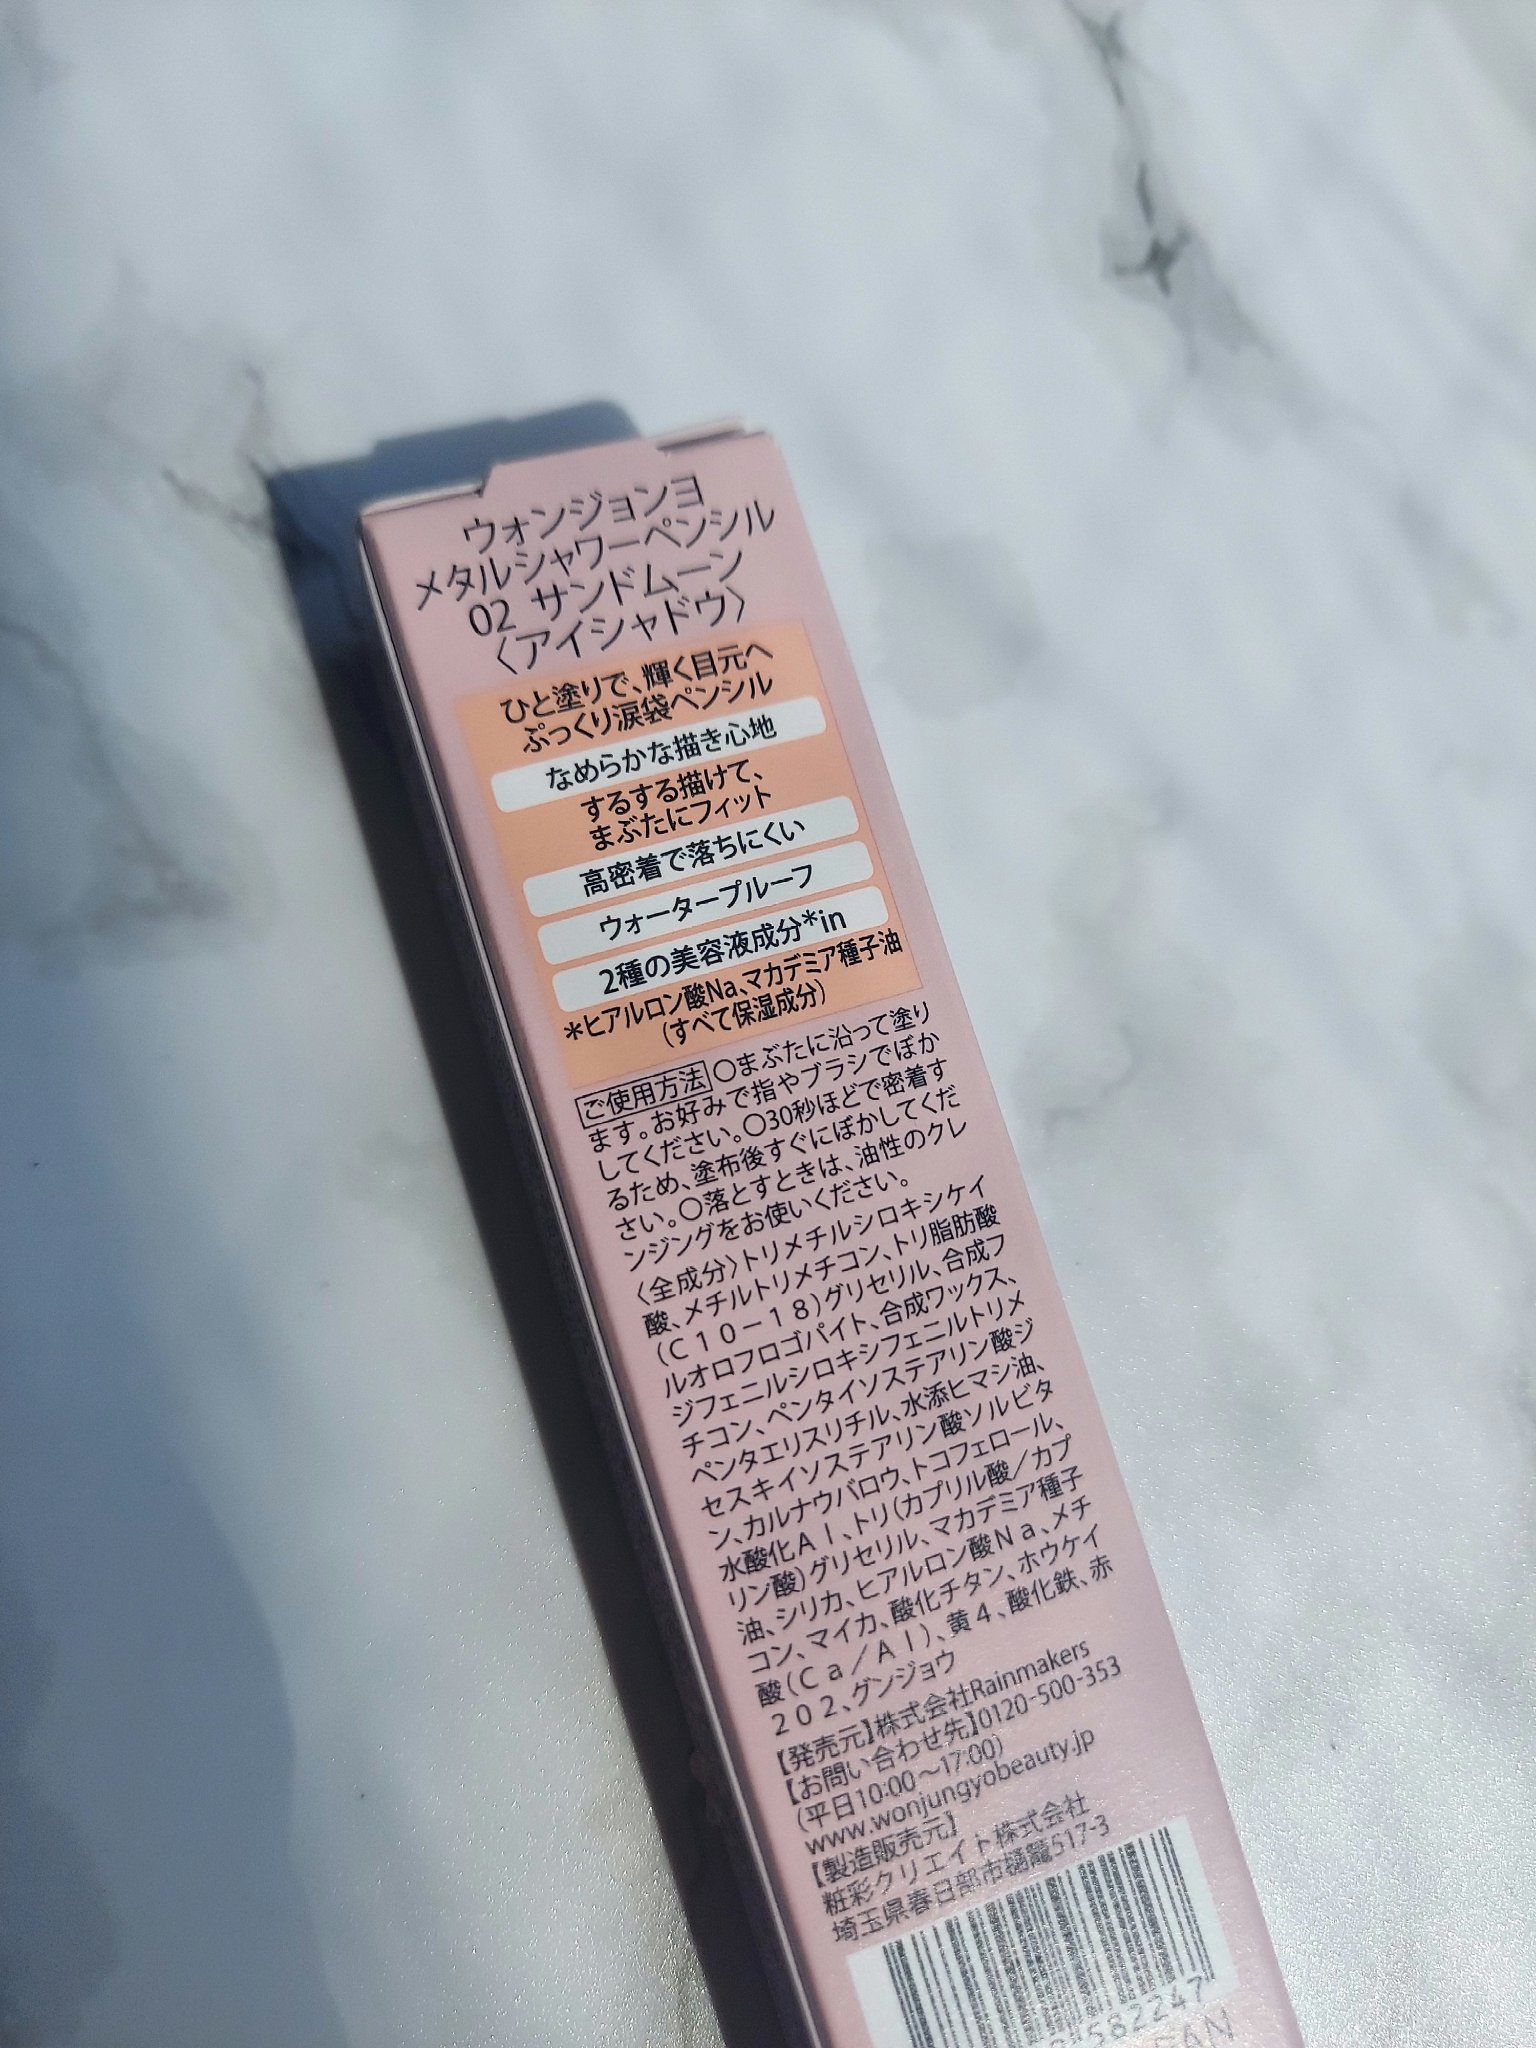 ウォンジョンヨ
メタルシャワーペンシル
02 サンドムーン
〈アイシャドウ〉
ひと塗りで、輝く目元へ
ぷっくり涙袋ペンシル
なめらかな描き心地
するする描けて、
まぶたにフィット
高密着で落ちにくい
ウォータープルーフ
2種の美容液成分*in
*ヒアルロン酸Na、マカデミア種子油
(すべて保湿成分)
ご使用方法 ○まぶたに沿って塗り
ます。お好みで指やブラシでぼか
してください。○30秒ほどで密着す
るため、塗布後すぐにぼかしてくだ
さい。○落とすときは、油性のクレ
ンジングをお使いください。
〈全成分〉トリメチルシロキシケイ
酸、メチルトリメチコン、トリ脂肪酸
(C10-18)グリセリル、合成フ
ルオロフロゴパイト、合成ワックス、
ジフェニルシロキシフェニルトリメ
チコン、ペンタイソステアリン酸ジ
ペンタエリスリチル、水添ヒマシ油、
セスキイソステアリン酸ソルビタ
ン、カルナウバロウ、トコフェロール、
水酸化Al、トリ(カプリル酸/カプ
リン酸)グリセリル、マカデミア種子
油、シリカ、ヒアルロン酸Na、メチ
コン、マイカ、酸化チタン、ホウケイ
酸(Ca/Al)、黄4、酸化鉄、赤
202、グンジョウ
【発売元】株式会社Rainmakers
【お問い合わせ先】0120-500-353
(平日10:00～17:00)
www.wonjungyobeauty.jp
【製造販売元】
粧彩クリエイト株式会社
埼玉県春日部市樋籠517-3
582247